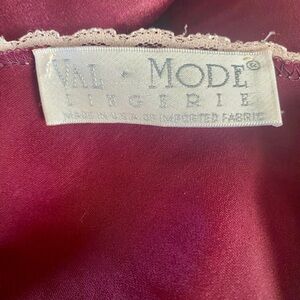 VAL · MODE®
LINGERIE
MADE IN U.S.A. OF IMPORTED FABRIC